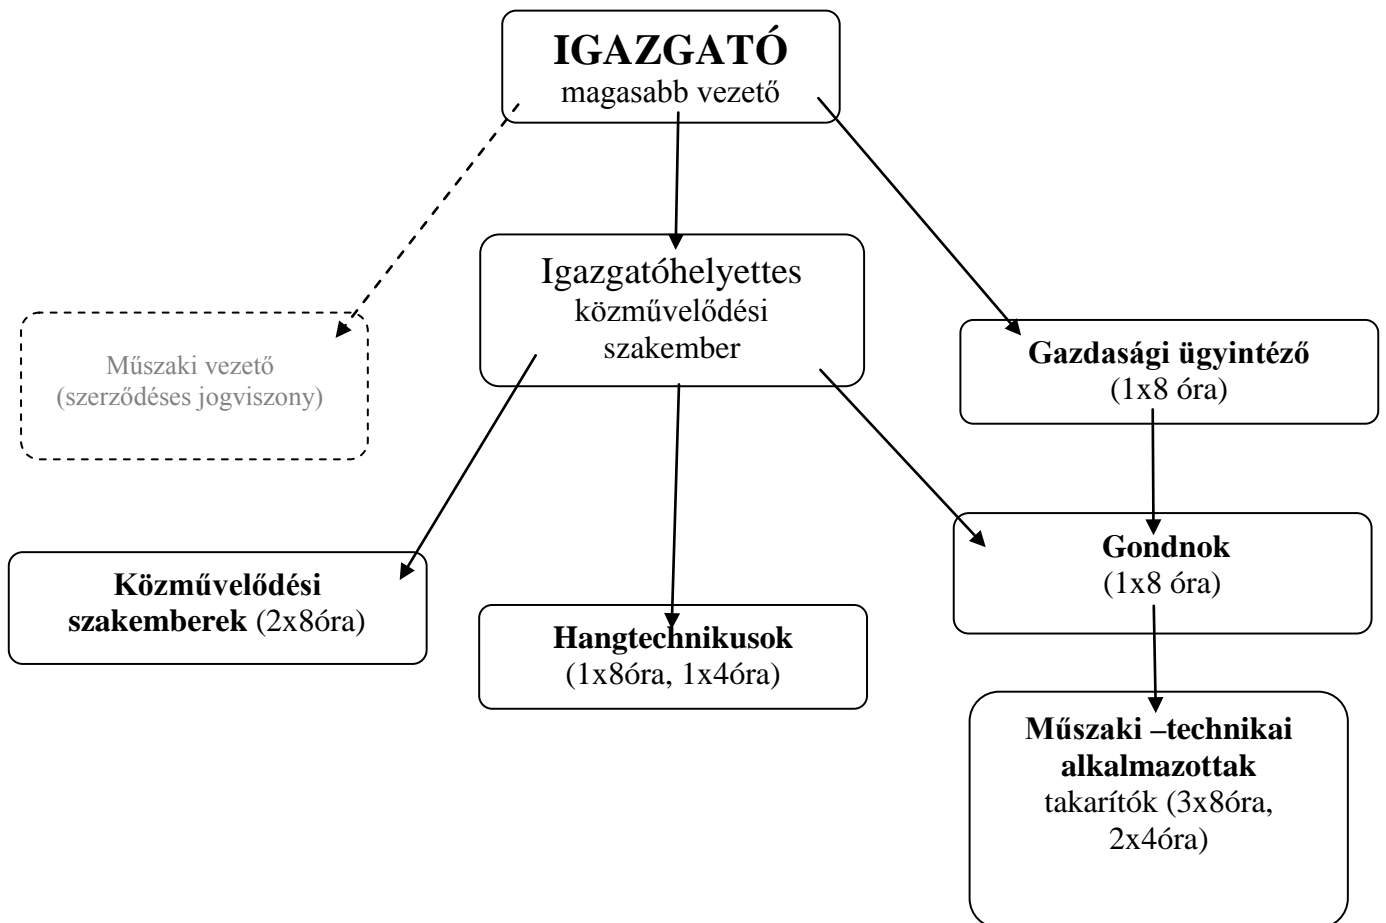 IGAZGATÓ
magasabb vezető
Igazgatóhelyettes
közművelődési
szakember
Műszaki vezető
(szerződéses jogviszony)
Gazdasági ügyintéző
(1x8 óra)
Közművelődési
szakemberek (2x8óra)
Hangtechnikusok
(1x8óra, 1x4óra)
Gondnok
(1x8 óra)
Műszaki –technikai
alkalmazottak
takarítók (3x8óra,
2x4óra)